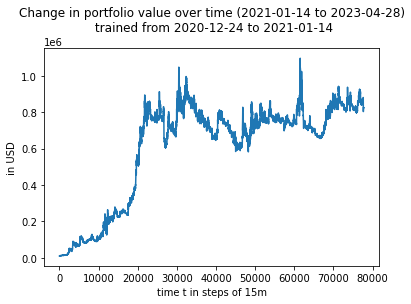 Change in portfolio value over time (2021-01-14 to 2023-04-28)
trained from 2020-12-24 to 2021-01-14
1e6
1.0
0.8
0.6
0.4
0.2
0.0
in USD
0 10000 20000 30000 40000 50000 60000 70000 80000
time t in steps of 15m